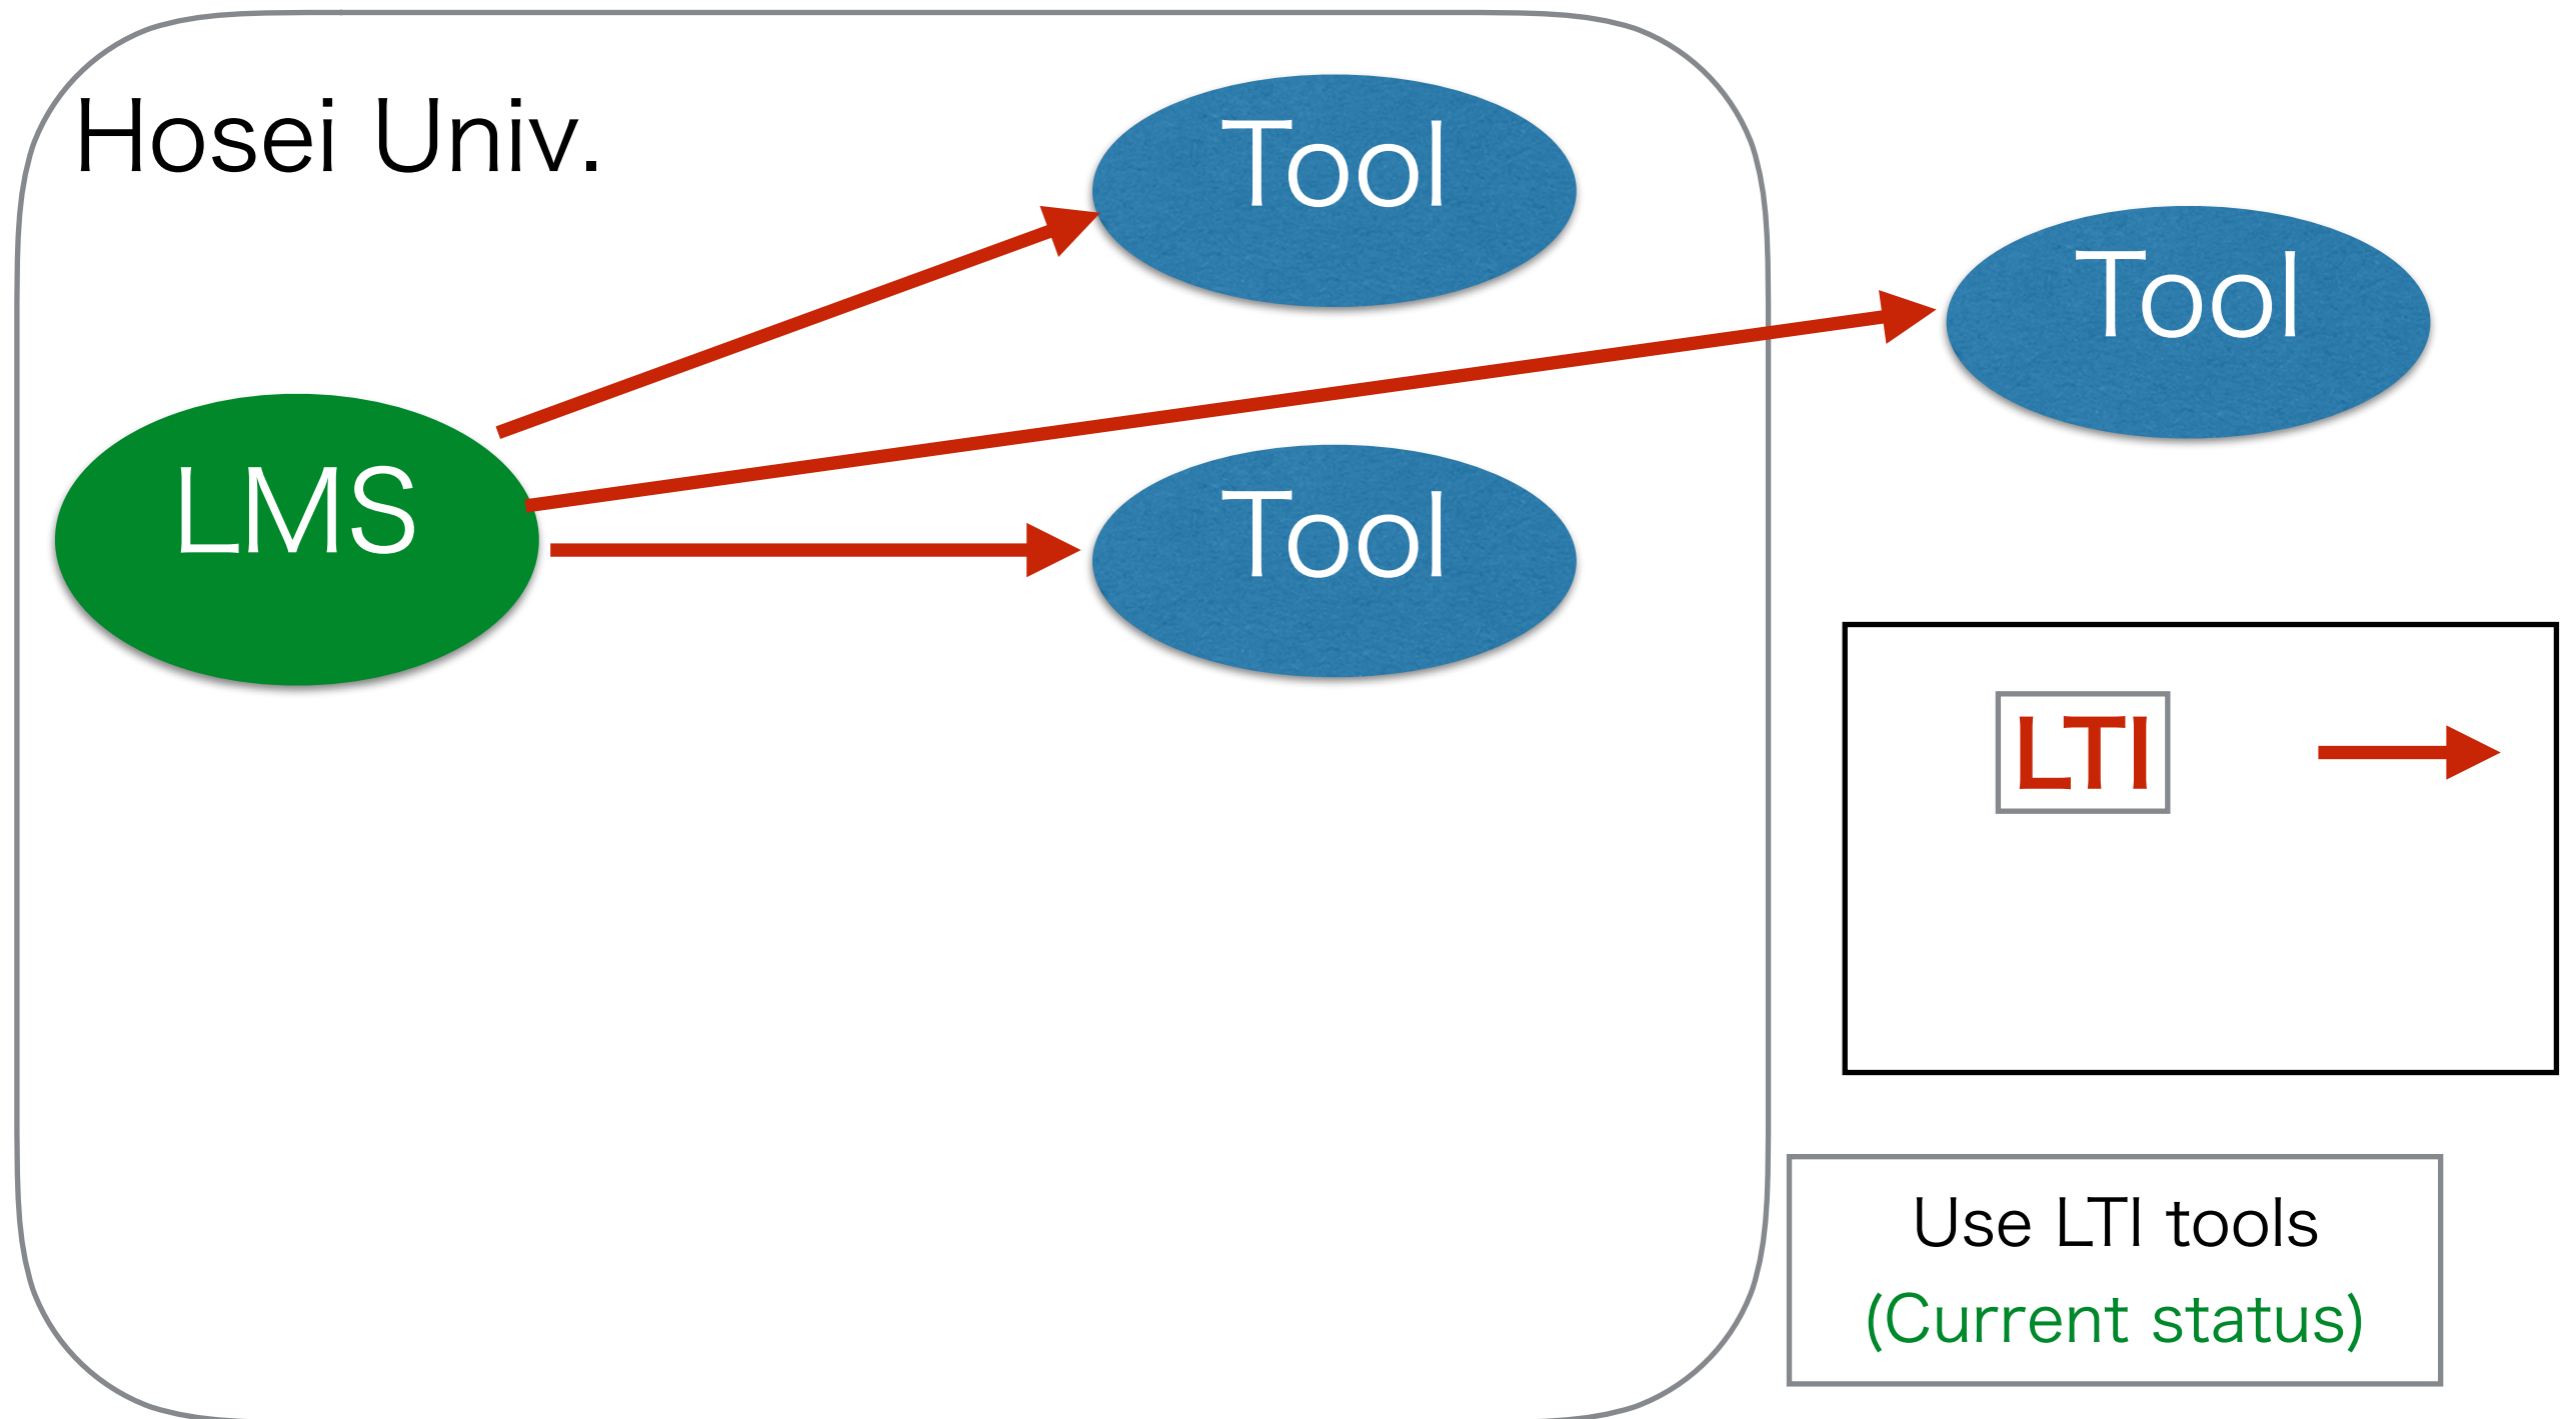 Hosei Univ.
Tool
Tool
LMS
Tool
LTI
Use LTI tools
(Current status)